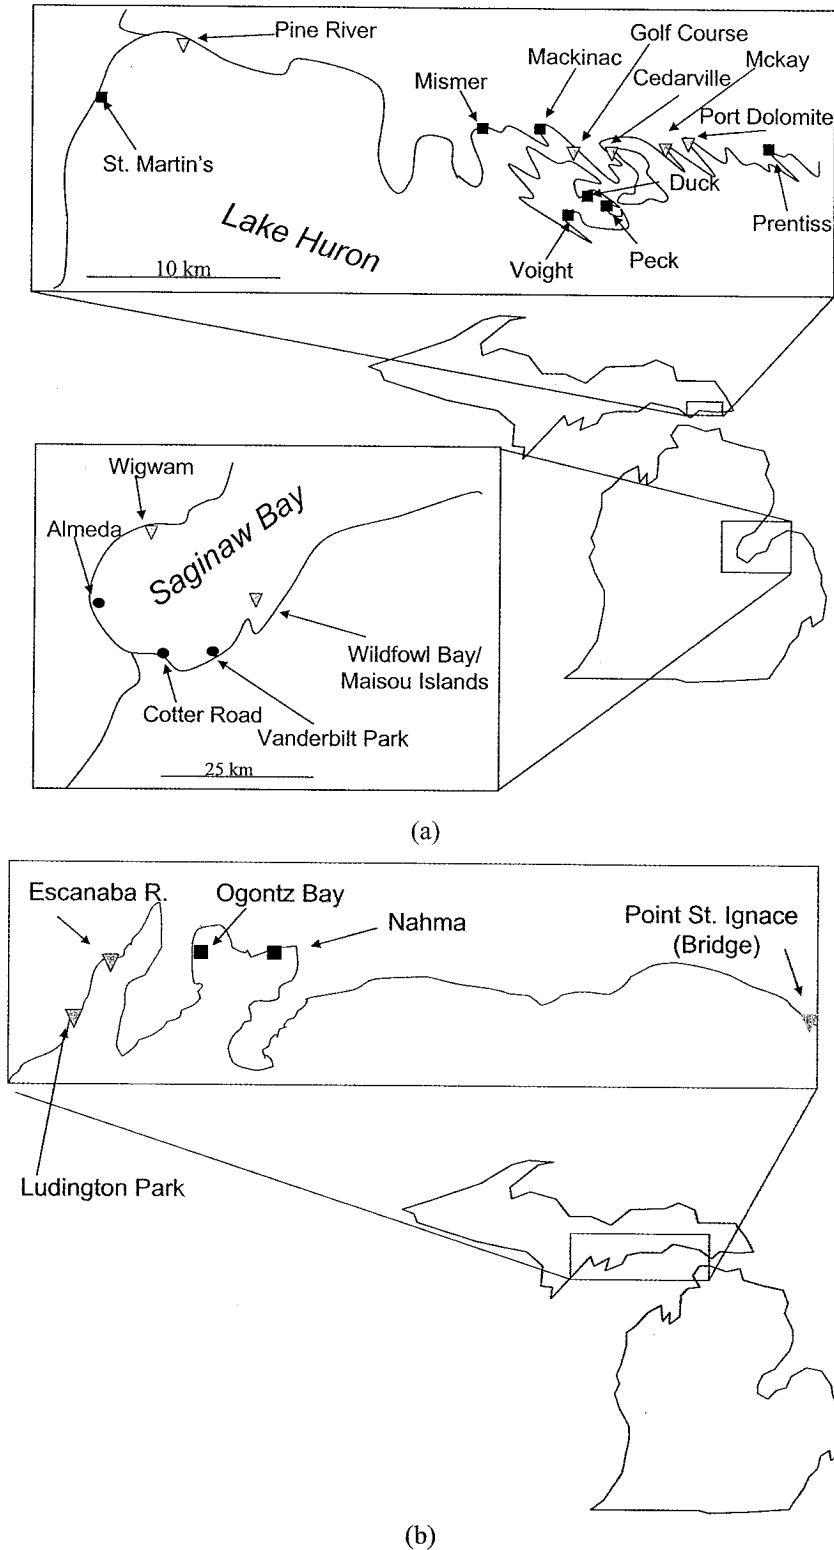 Pine River
Golf Course
Mackinac
Mckay
Cedarville
Mismer
Port Dolomite
St. Martin's
Duck
Prentiss
Lake Huron
Voight
Peck
10 km
Wigwam
Almeda
Saginaw Bay
Wildfowl Bay/
Maisou Islands
Cotter Road
Vanderbilt Park
25 km
(a)
Escanaba R.
Ogontz Bay
Nahma
Point St. Ignace
(Bridge)
Ludington Park
(b)